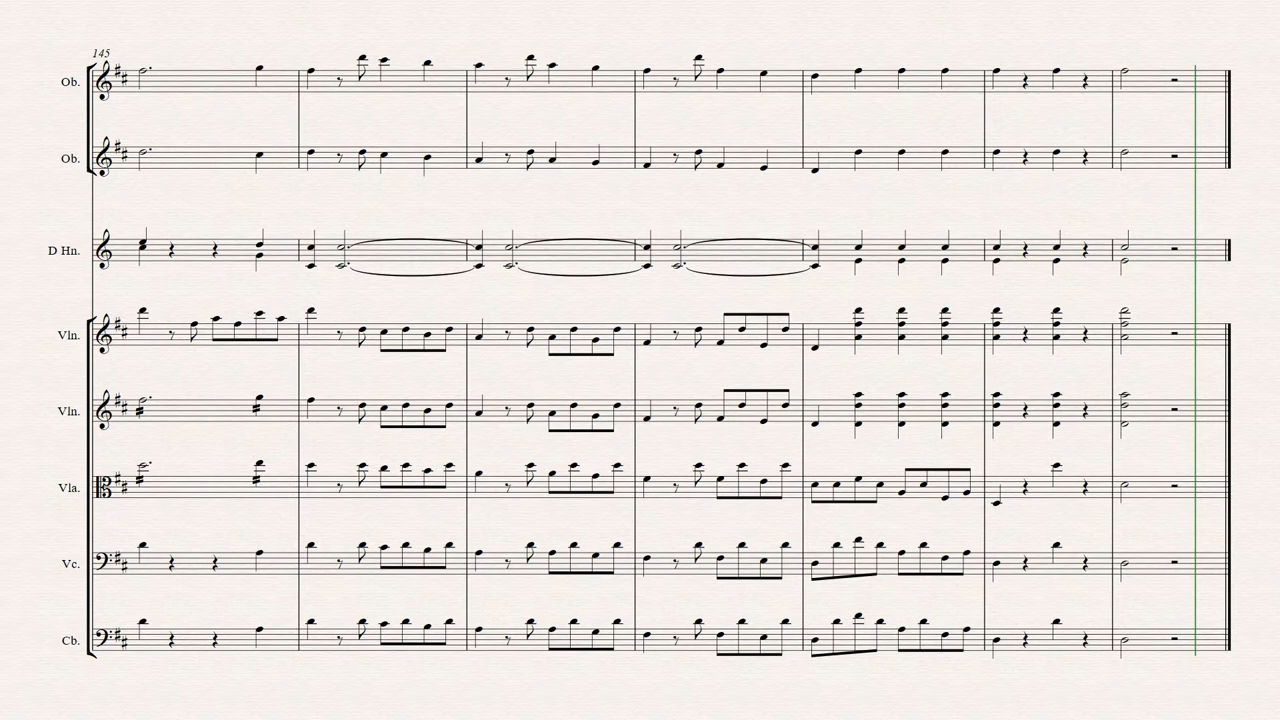 145
Ob.
Ob.
D Hn.
Vln.
Vln.
Vla.
Vc.
Cb.